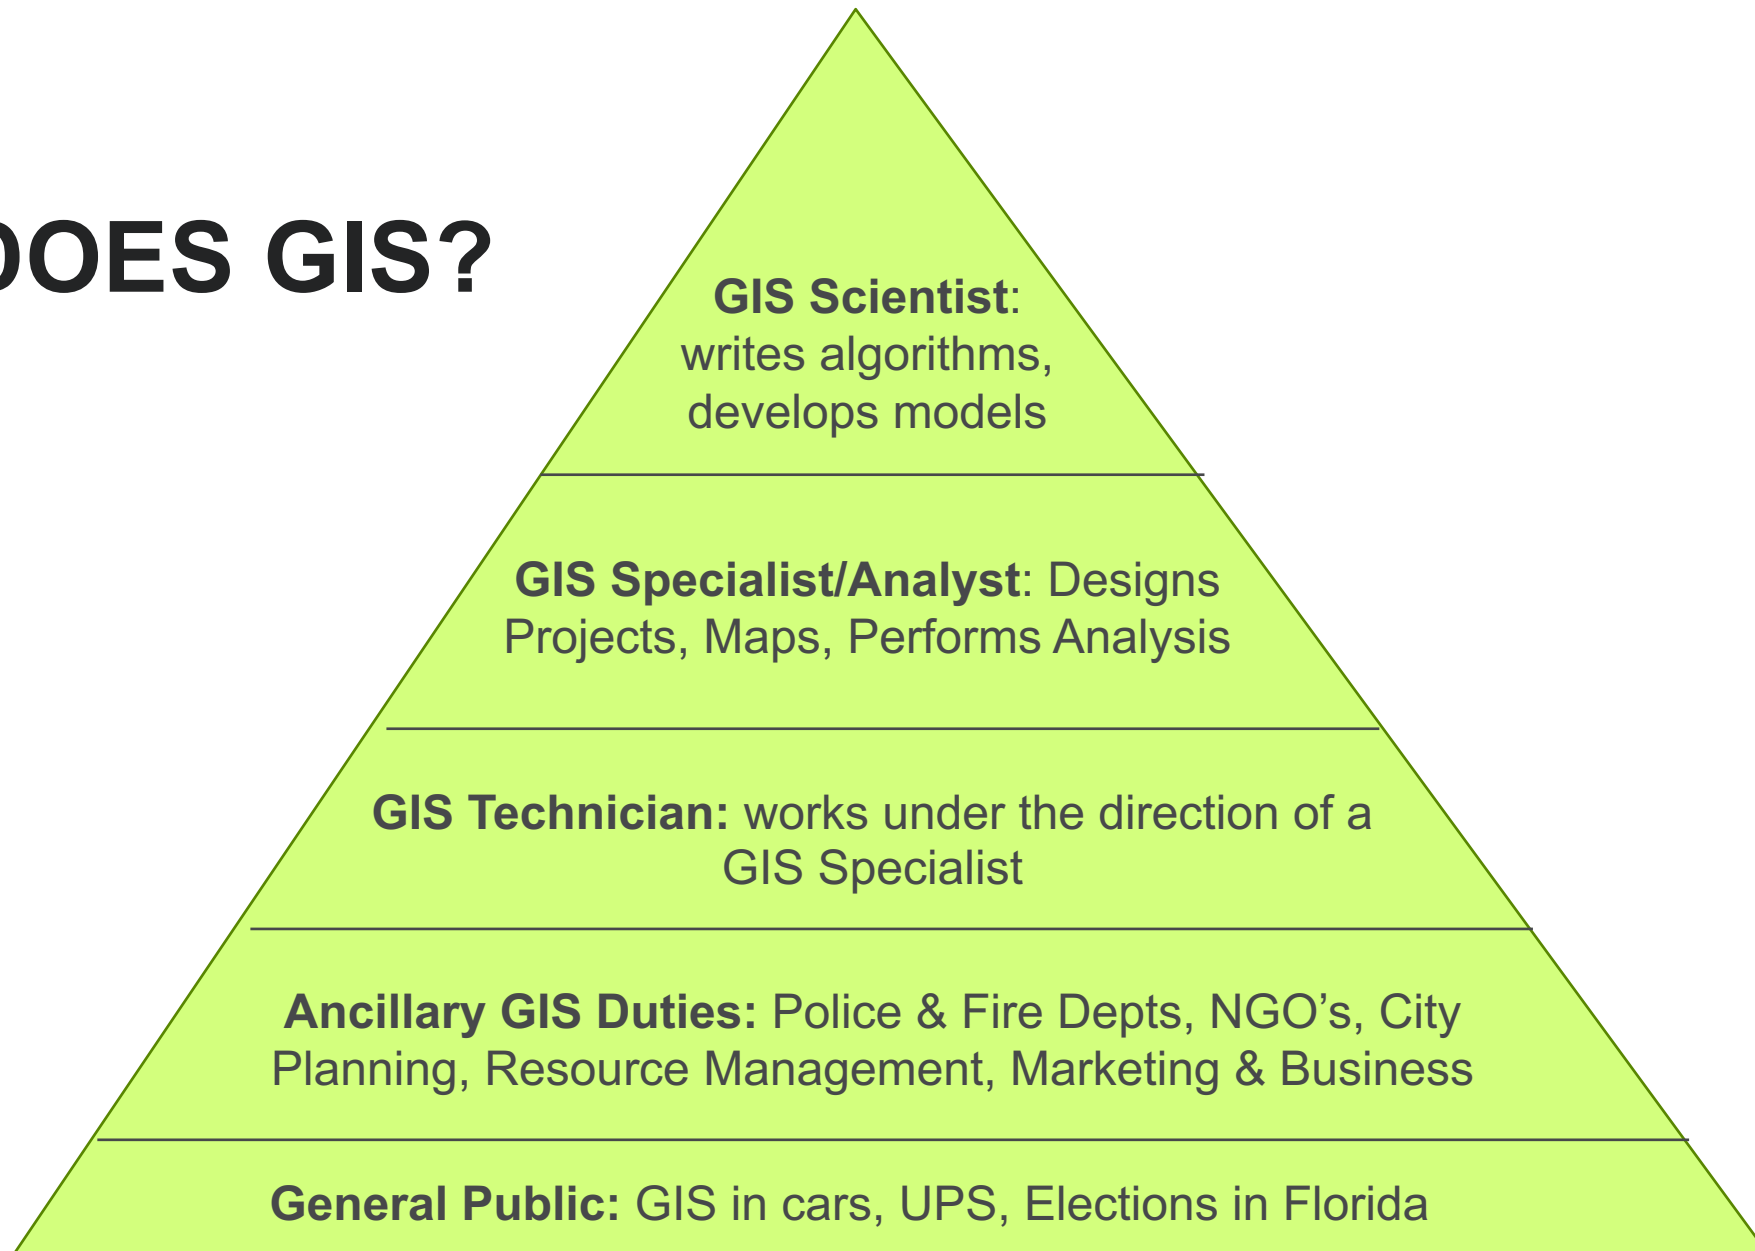 DOES GIS?
GIS Scientist:
writes algorithms,
develops models
GIS Specialist/Analyst: Designs
Projects, Maps, Performs Analysis
GIS Technician: works under the direction of a
GIS Specialist
Ancillary GIS Duties: Police & Fire Depts, NGO’s, City
Planning, Resource Management, Marketing & Business
General Public: GIS in cars, UPS, Elections in Florida